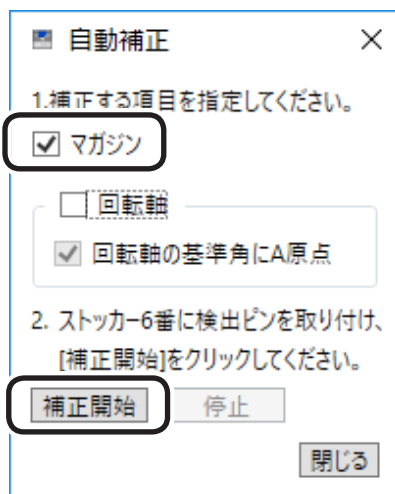 自動補正
1.補正する項目を指定してください。
マガジン
回転軸
回転軸の基準角にA原点
2. ストッカー6番に検出ピンを取り付け、
[補正開始]をクリックしてください。
補正開始 停止
閉じる